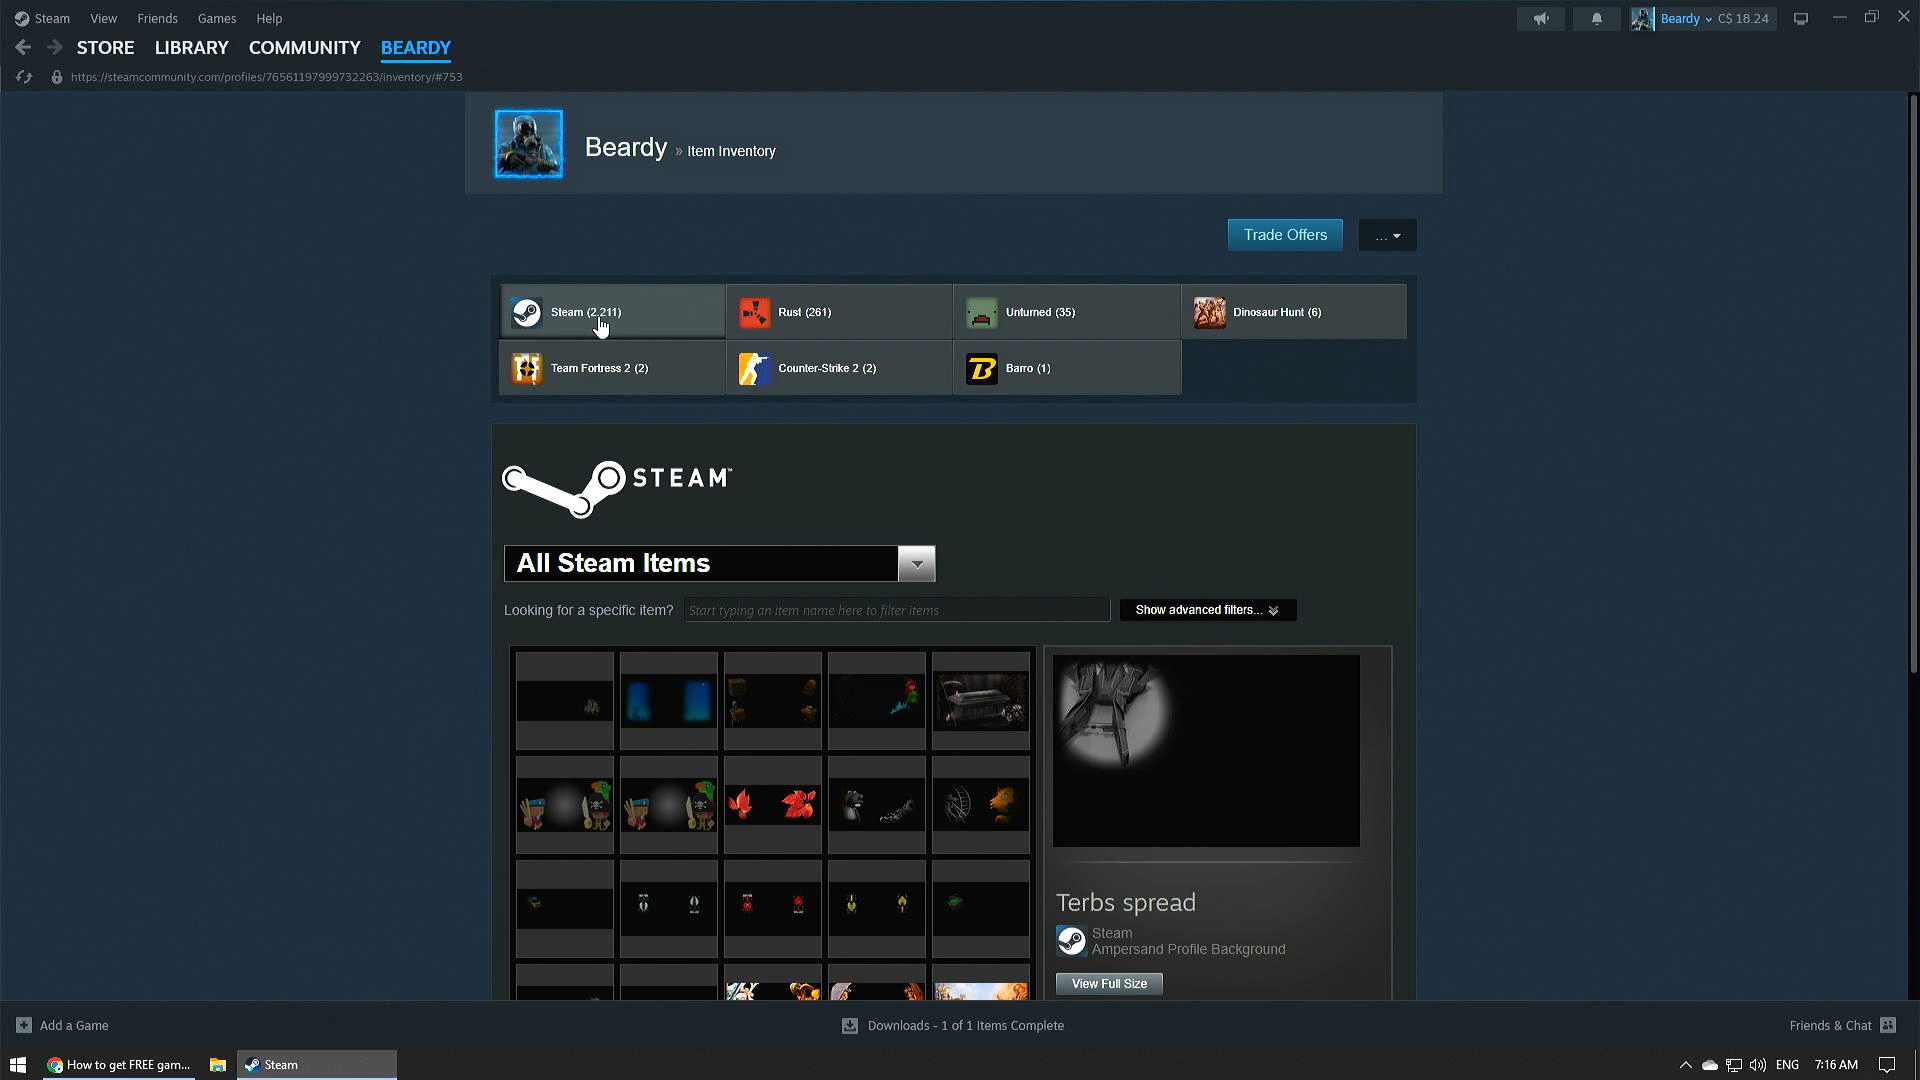 Steam View Friends Games Help
Beardy C$ 18.24
STORE LIBRARY COMMUNITY BEARDY
https://steamcommunity.com/profiles/76561197999732263/inventory/#753
Beardy » Item Inventory
Trade Offers ...
Steam (2,211) Rust (261) Unturned (35) Dinosaur Hunt (6)
Team Fortress 2 (2) Counter-Strike 2 (2) Barro (1)
STEAM™
All Steam Items
Looking for a specific item? Start typing an item name here to filter items Show advanced filters...
Terbs spread
Steam
Ampersand Profile Background
View Full Size
Add a Game Downloads - 1 of 1 Items Complete Friends & Chat
How to get FREE gam... Steam ENG 7:16 AM